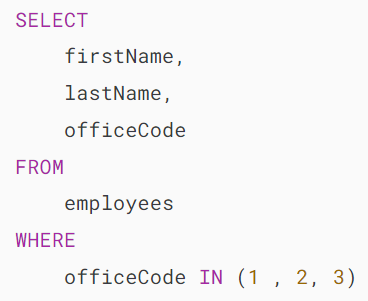 SELECT
    firstName,
    lastName,
    officeCode
FROM
    employees
WHERE
    officeCode IN (1 , 2, 3)